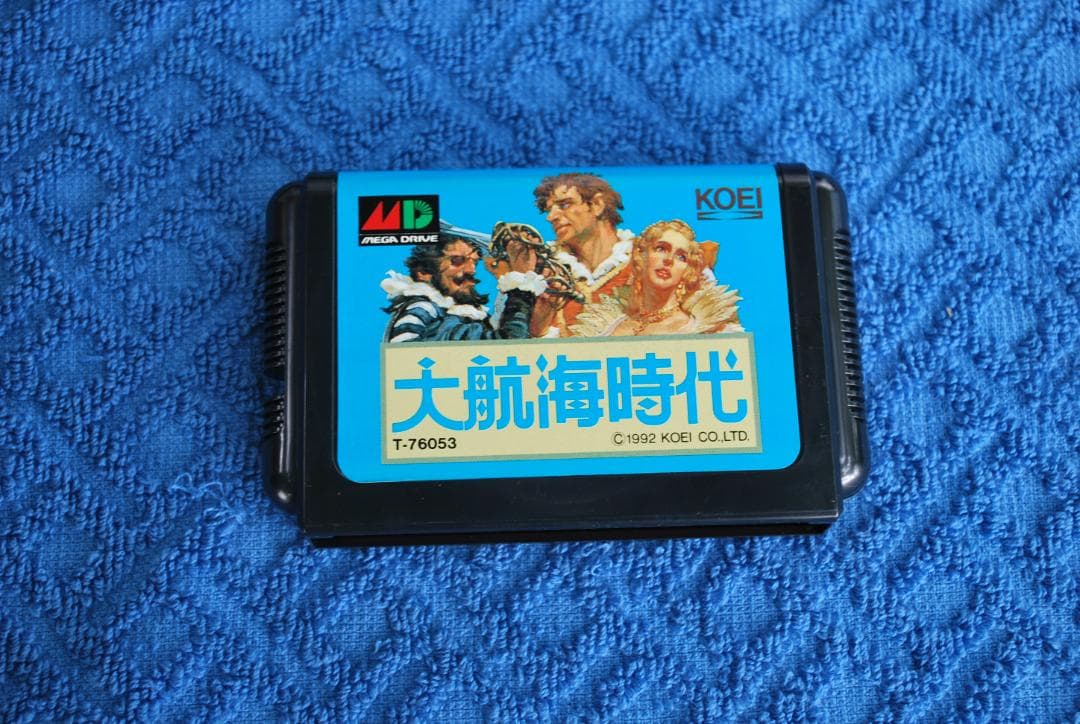 MD
MEGA DRIVE
KOEI
大航海時代
T-76053
©1992 KOEI CO.,LTD.